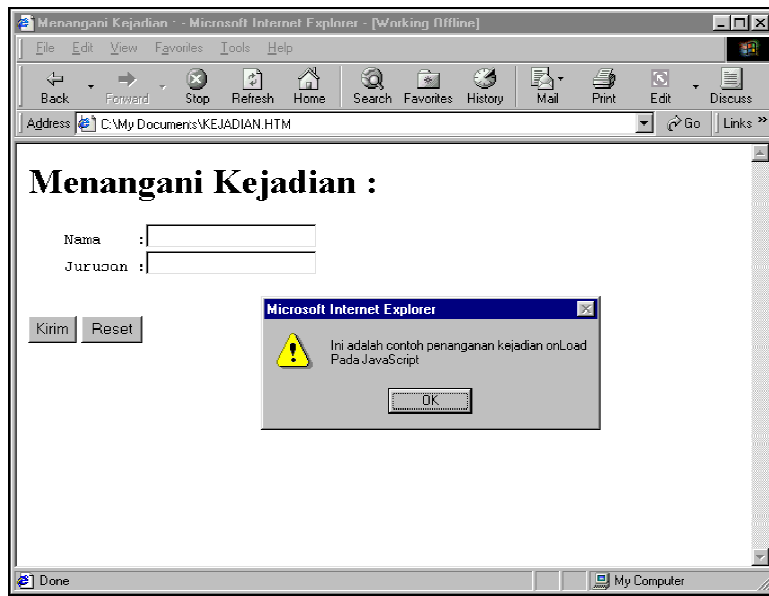 Menangani Kejadian : - Microsoft Internet Explorer - [Working Offline]
File Edit View Favorites Tools Help
Back Forward Stop Refresh Home Search Favorites History Mail Print Edit Discuss
Address C:\My Documents\KEJADIAN.HTM Go Links »
Menangani Kejadian :
Nama :
Jurusan :
Kirim Reset
Microsoft Internet Explorer
Ini adalah contoh penanganan kejadian onLoad
Pada JavaScript
OK
Done My Computer